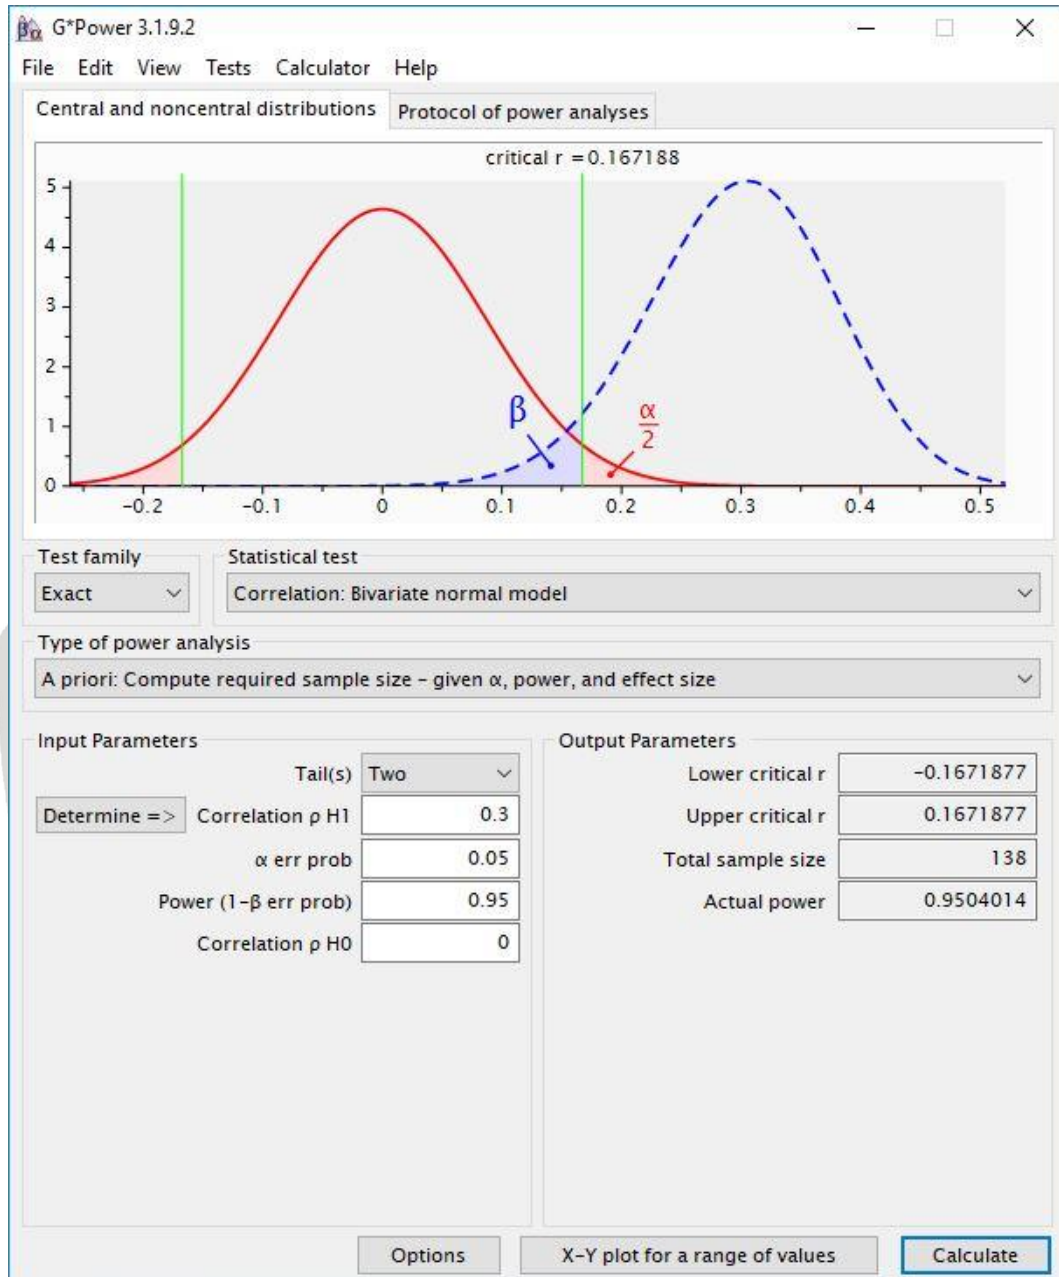 G*Power 3.1.9.2
File Edit View Tests Calculator Help
Central and noncentral distributions Protocol of power analyses
critical r = 0.167188
5
4
3
2
1
0
β
α
2
-0.2 -0.1 0 0.1 0.2 0.3 0.4 0.5
Test family Statistical test
Exact Correlation: Bivariate normal model
Type of power analysis
A priori: Compute required sample size - given α, power, and effect size
Input Parameters Output Parameters
Tail(s) Two Lower critical r -0.1671877
Determine => Correlation ρ H1 0.3 Upper critical r 0.1671877
α err prob 0.05 Total sample size 138
Power (1-β err prob) 0.95 Actual power 0.9504014
Correlation ρ H0 0
Options X-Y plot for a range of values Calculate